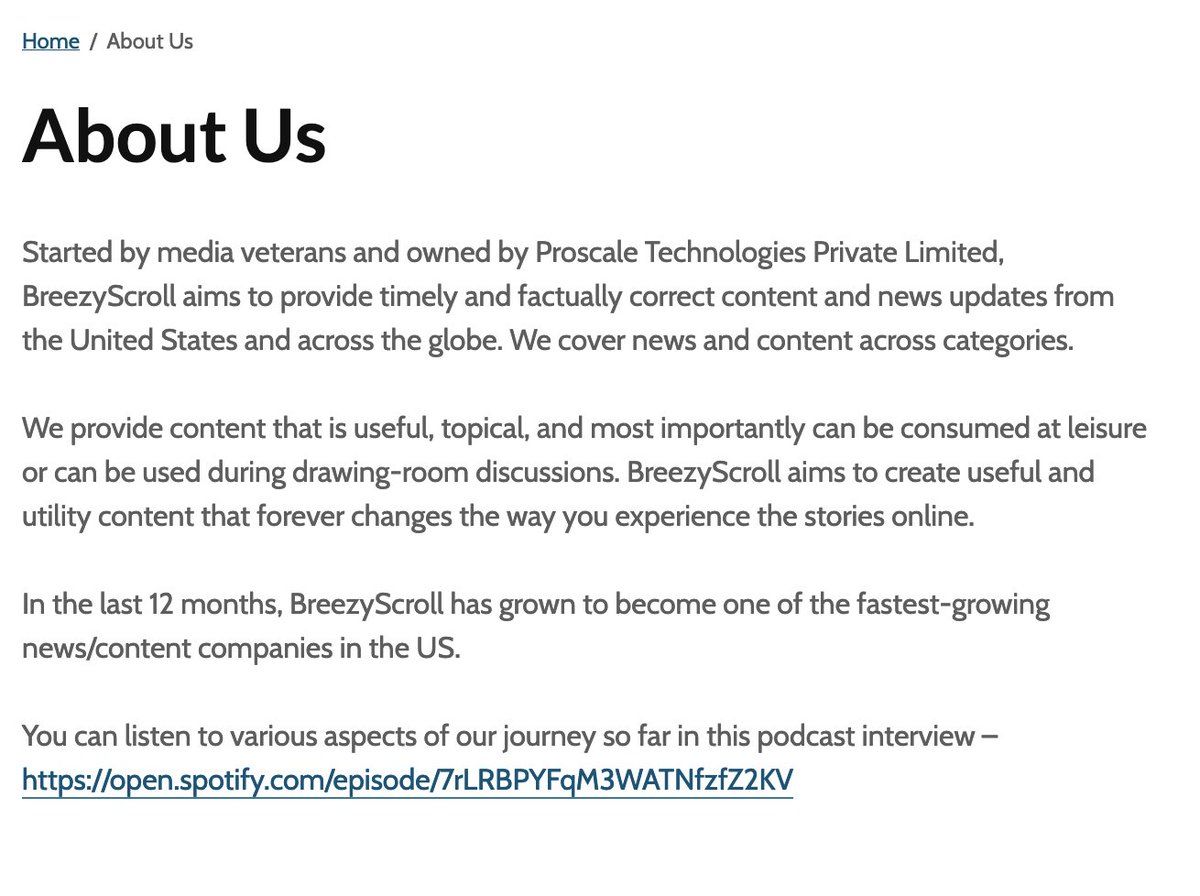 Home / About Us
About Us
Started by media veterans and owned by Proscale Technologies Private Limited,
BreezyScroll aims to provide timely and factually correct content and news updates from
the United States and across the globe. We cover news and content across categories.
We provide content that is useful, topical, and most importantly can be consumed at leisure
or can be used during drawing-room discussions. BreezyScroll aims to create useful and
utility content that forever changes the way you experience the stories online.
In the last 12 months, BreezyScroll has grown to become one of the fastest-growing
news/content companies in the US.
You can listen to various aspects of our journey so far in this podcast interview –
https://open.spotify.com/episode/7rLRBPYFqM3WATNfzfZ2KV